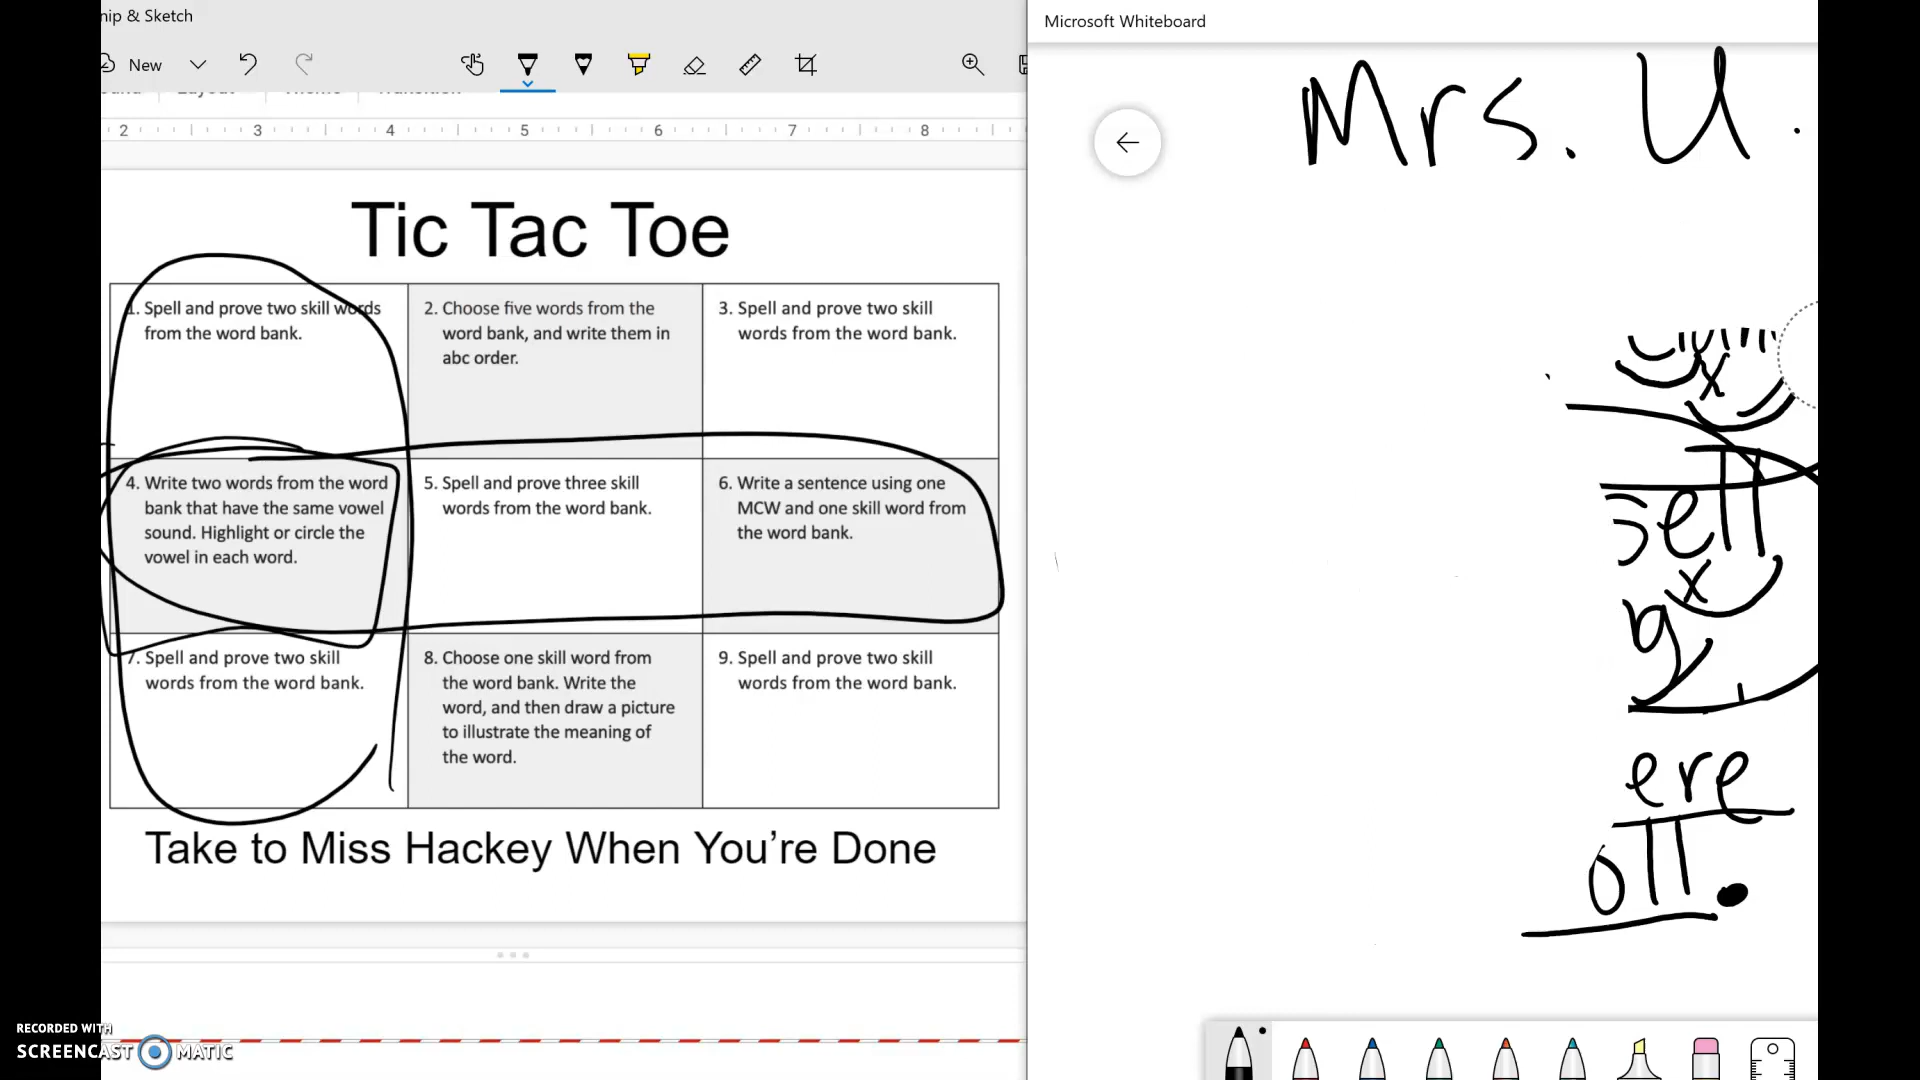 nip & Sketch
New
2 3 4 5 6 7 8
Tic Tac Toe
1. Spell and prove two skill words
from the word bank.
2. Choose five words from the
word bank, and write them in
abc order.
3. Spell and prove two skill
words from the word bank.
4. Write two words from the word
bank that have the same vowel
sound. Highlight or circle the
vowel in each word.
5. Spell and prove three skill
words from the word bank.
6. Write a sentence using one
MCW and one skill word from
the word bank.
7. Spell and prove two skill
words from the word bank.
8. Choose one skill word from
the word bank. Write the
word, and then draw a picture
to illustrate the meaning of
the word.
9. Spell and prove two skill
words from the word bank.
Take to Miss Hackey When You're Done
RECORDED WITH
SCREENCAST MATIC
Microsoft Whiteboard
Mrs. U.
sell
ere